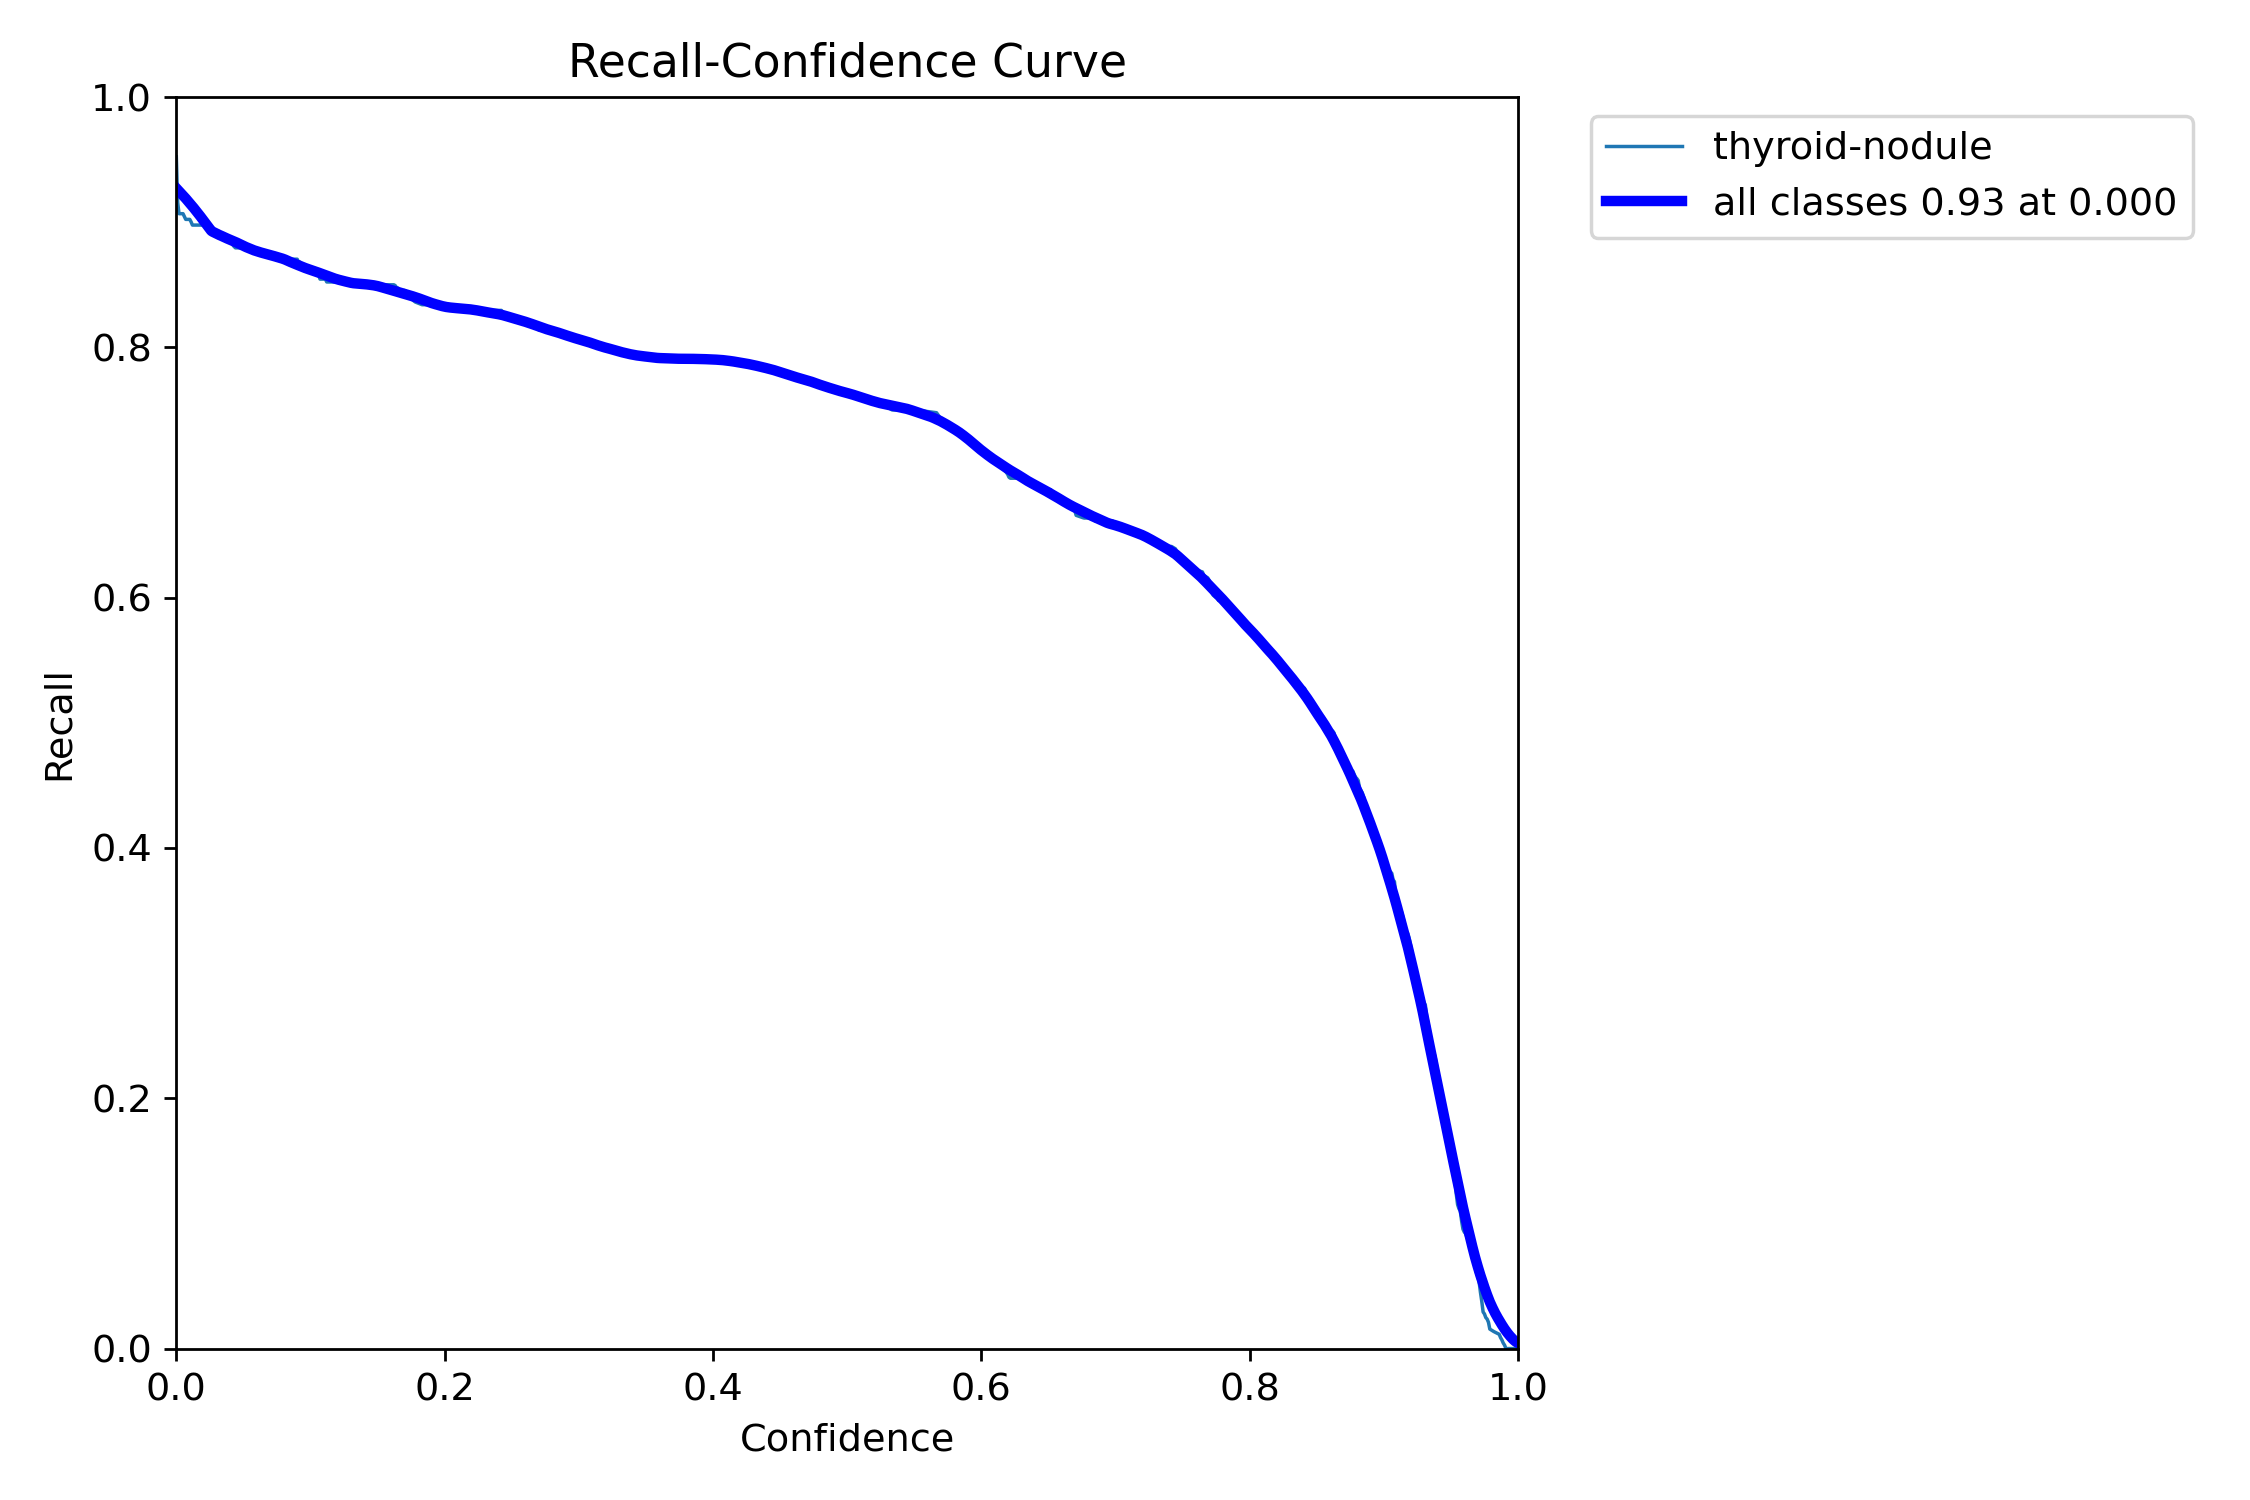 Recall-Confidence Curve
1.0
0.8
0.6
0.4
0.2
0.0
Recall
0.0 0.2 0.4 0.6 0.8 1.0
Confidence
thyroid-nodule
all classes 0.93 at 0.000